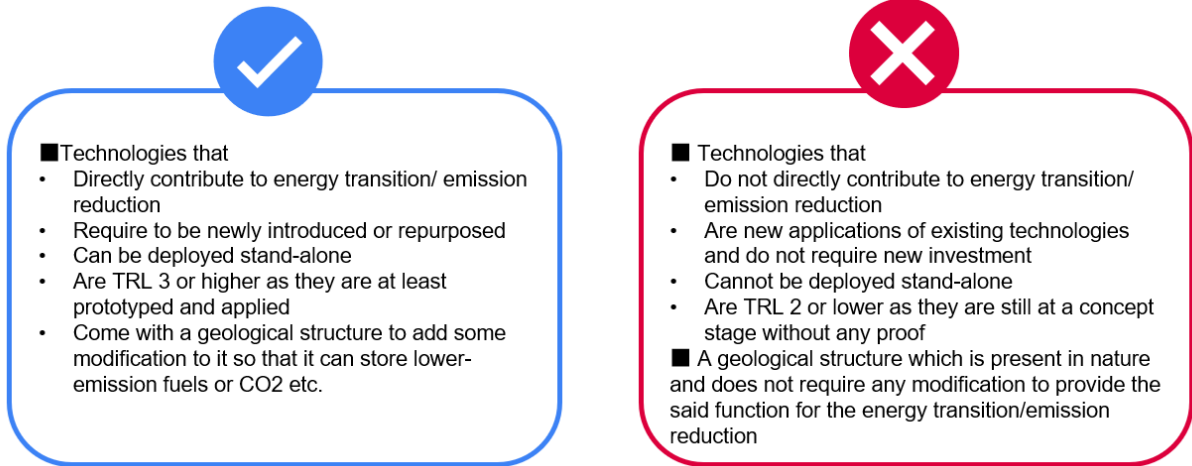 ■Technologies that
• Directly contribute to energy transition/ emission
reduction
• Require to be newly introduced or repurposed
• Can be deployed stand-alone
• Are TRL 3 or higher as they are at least
prototyped and applied
• Come with a geological structure to add some
modification to it so that it can store lower-
emission fuels or CO2 etc.
■ Technologies that
• Do not directly contribute to energy transition/
emission reduction
• Are new applications of existing technologies
and do not require new investment
• Cannot be deployed stand-alone
• Are TRL 2 or lower as they are still at a concept
stage without any proof
■ A geological structure which is present in nature
and does not require any modification to provide the
said function for the energy transition/emission
reduction